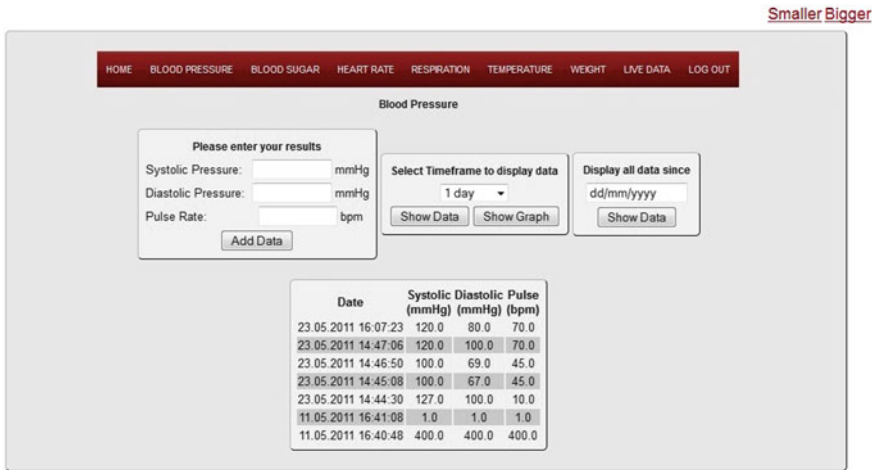 Smaller Bigger
HOME BLOOD PRESSURE BLOOD SUGAR HEART RATE RESPIRATION TEMPERATURE WEIGHT LIVE DATA LOG OUT
Blood Pressure
Please enter your results
Systolic Pressure: mmHg
Diastolic Pressure: mmHg
Pulse Rate: bpm
Add Data
Select Timeframe to display data
1 day
Show Data Show Graph
Display all data since
dd/mm/yyyy
Show Data
Date Systolic (mmHg) Diastolic (mmHg) Pulse (bpm)
23.05.2011 16:07:23 120.0 80.0 70.0
23.05.2011 14:47:06 120.0 100.0 70.0
23.05.2011 14:46:50 100.0 69.0 45.0
23.05.2011 14:45:08 100.0 67.0 45.0
23.05.2011 14:44:30 127.0 100.0 10.0
11.05.2011 16:41:08 1.0 1.0 1.0
11.05.2011 16:40:48 400.0 400.0 400.0